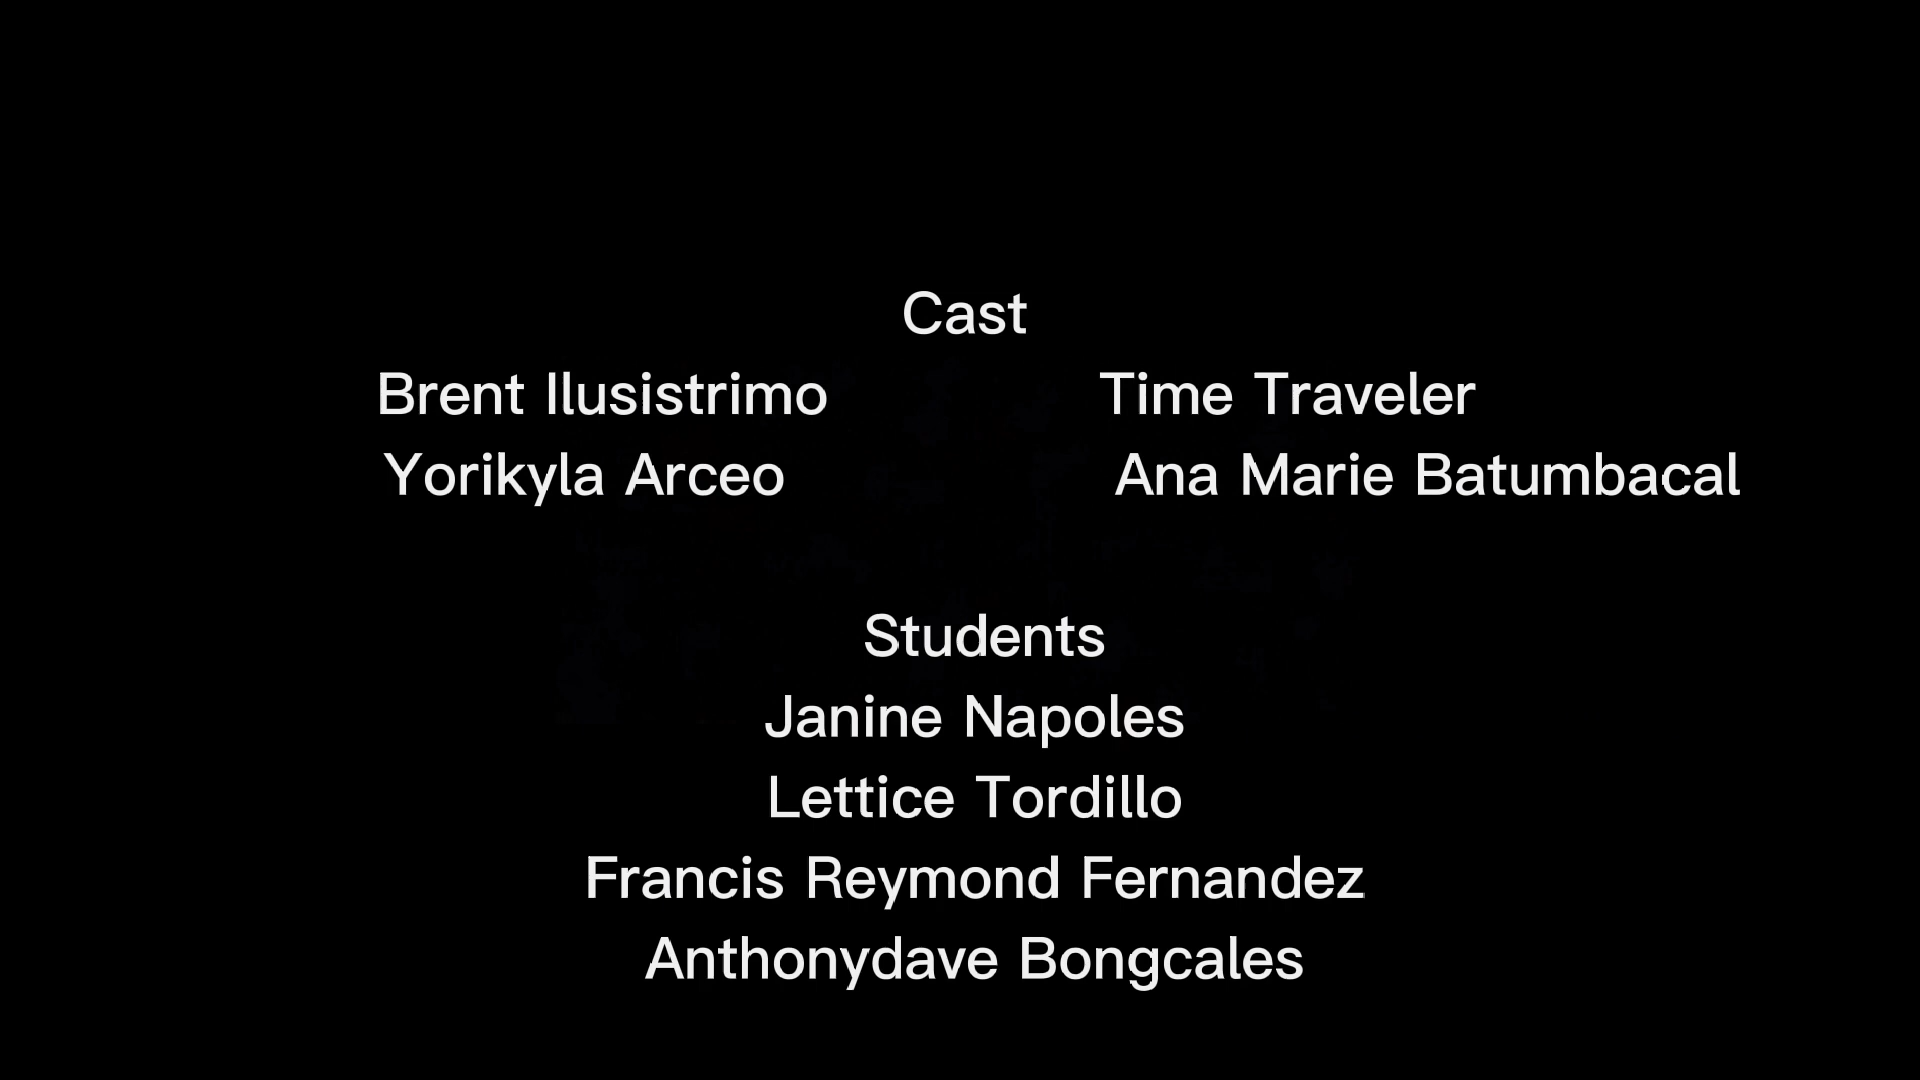 Cast
Brent Ilusistrimo Time Traveler
Yorikyla Arceo Ana Marie Batumbacal
Students
Janine Napoles
Lettice Tordillo
Francis Reymond Fernandez
Anthonydave Bongcales